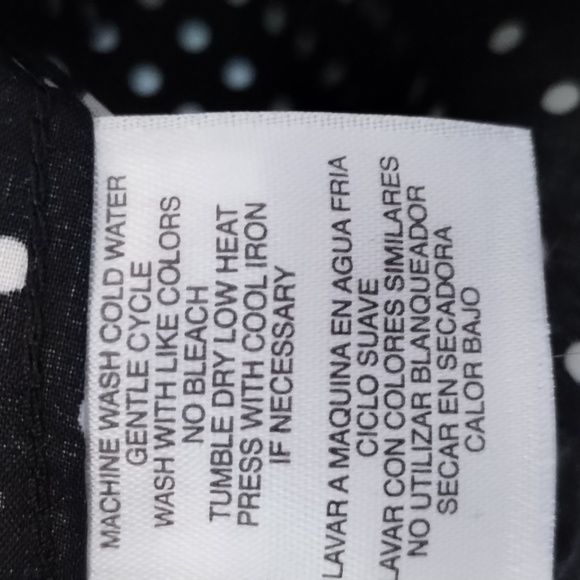 MACHINE WASH COLD WATER
GENTLE CYCLE
WASH WITH LIKE COLORS
NO BLEACH
TUMBLE DRY LOW HEAT
PRESS WITH COOL IRON
IF NECESSARY
LAVAR A MAQUINA EN AGUA FRIA
CICLO SUAVE
LAVAR CON COLORES SIMILARES
NO UTILIZAR BLANQUEADOR
SECAR EN SECADORA
CALOR BAJO